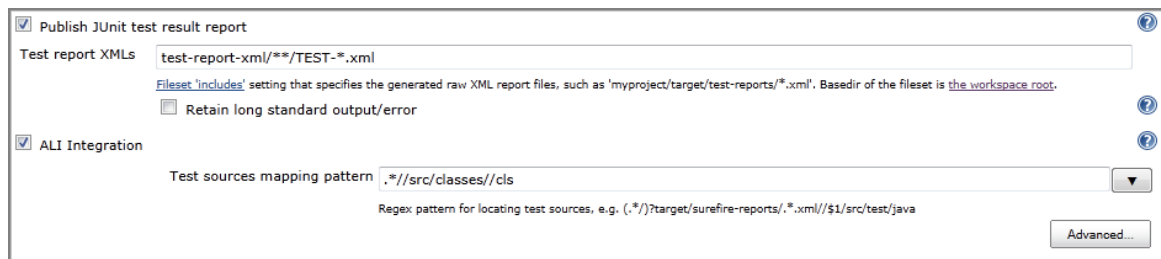 Publish JUnit test result report
Test report XMLs test-report-xml/**/TEST-*.xml
Fileset 'includes' setting that specifies the generated raw XML report files, such as 'myproject/target/test-reports/*.xml'. Basedir of the fileset is the workspace root.
Retain long standard output/error
ALI Integration
Test sources mapping pattern .*//src/classes//cls
Regex pattern for locating test sources, e.g. (.*/)?target/surefire-reports/.*.xml//$1/src/test/java
Advanced...